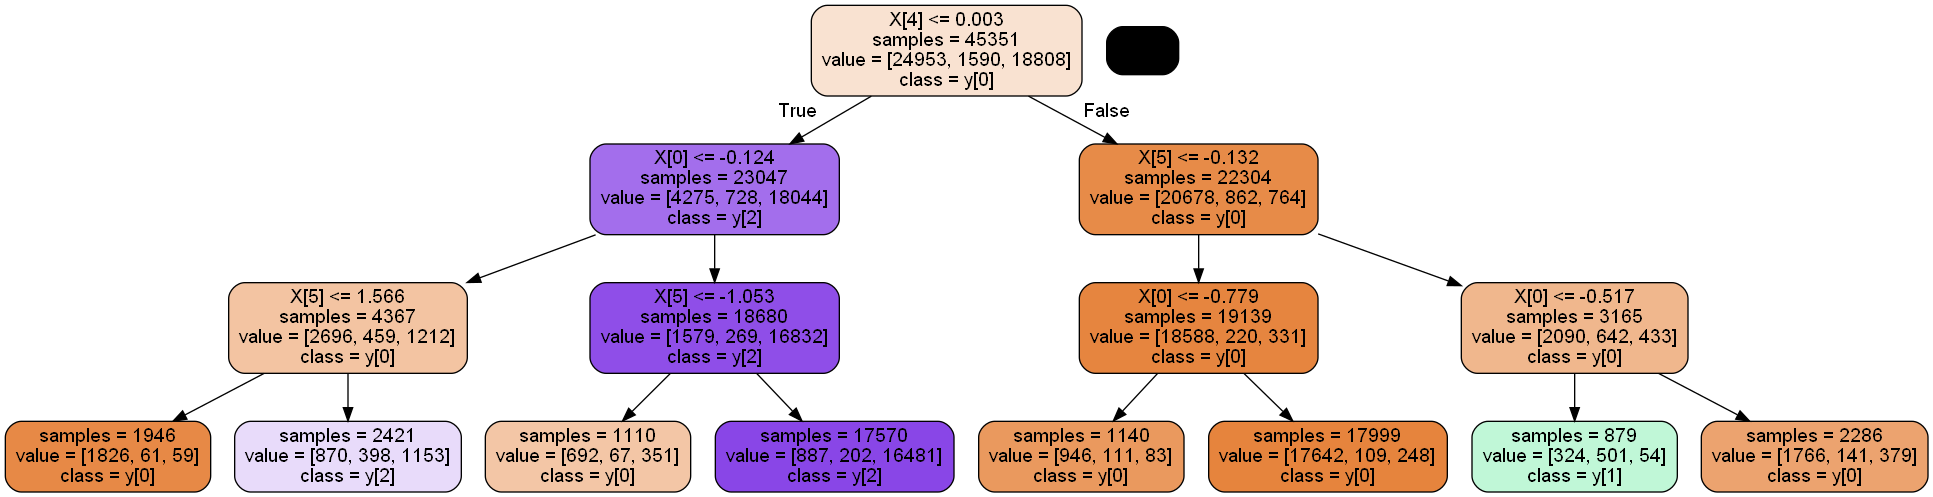 X[4] <= 0.003
samples = 45351
value = [24953, 1590, 18808]
class = y[0]
True
False
X[0] <= -0.124
samples = 23047
value = [4275, 728, 18044]
class = y[2]
X[5] <= -0.132
samples = 22304
value = [20678, 862, 764]
class = y[0]
X[5] <= 1.566
samples = 4367
value = [2696, 459, 1212]
class = y[0]
X[5] <= -1.053
samples = 18680
value = [1579, 269, 16832]
class = y[2]
X[0] <= -0.779
samples = 19139
value = [18588, 220, 331]
class = y[0]
X[0] <= -0.517
samples = 3165
value = [2090, 642, 433]
class = y[0]
samples = 1946
value = [1826, 61, 59]
class = y[0]
samples = 2421
value = [870, 398, 1153]
class = y[2]
samples = 1110
value = [692, 67, 351]
class = y[0]
samples = 17570
value = [887, 202, 16481]
class = y[2]
samples = 1140
value = [946, 111, 83]
class = y[0]
samples = 17999
value = [17642, 109, 248]
class = y[0]
samples = 879
value = [324, 501, 54]
class = y[1]
samples = 2286
value = [1766, 141, 379]
class = y[0]